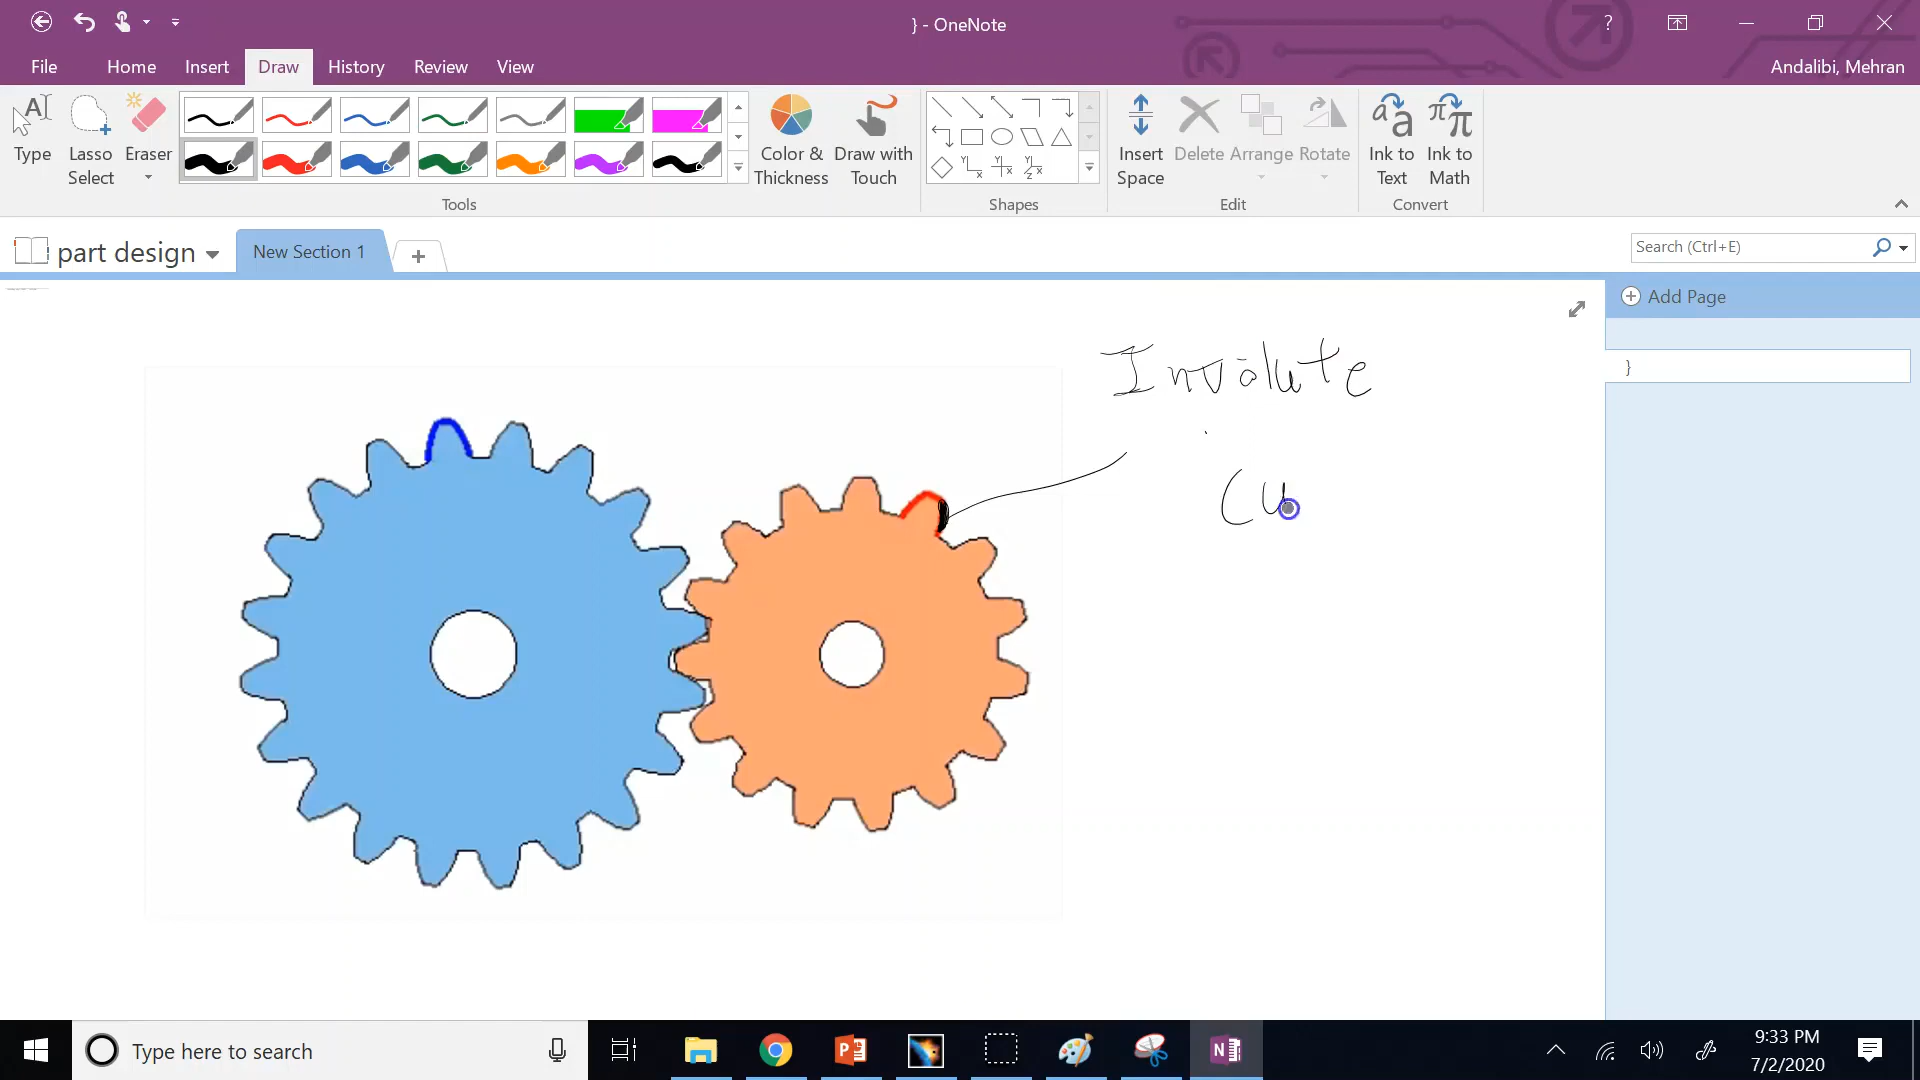 } - OneNote
?
File Home Insert Draw History Review View
Andalibi, Mehran
Type
Lasso Select
Eraser
Color & Thickness
Draw with Touch
Insert Space
Delete
Arrange
Rotate
Ink to Text
Ink to Math
Tools
Shapes
Edit
Convert
part design
New Section 1
+
Search (Ctrl+E)
Add Page
}
Involute
Cu
Type here to search
9:33 PM
7/2/2020